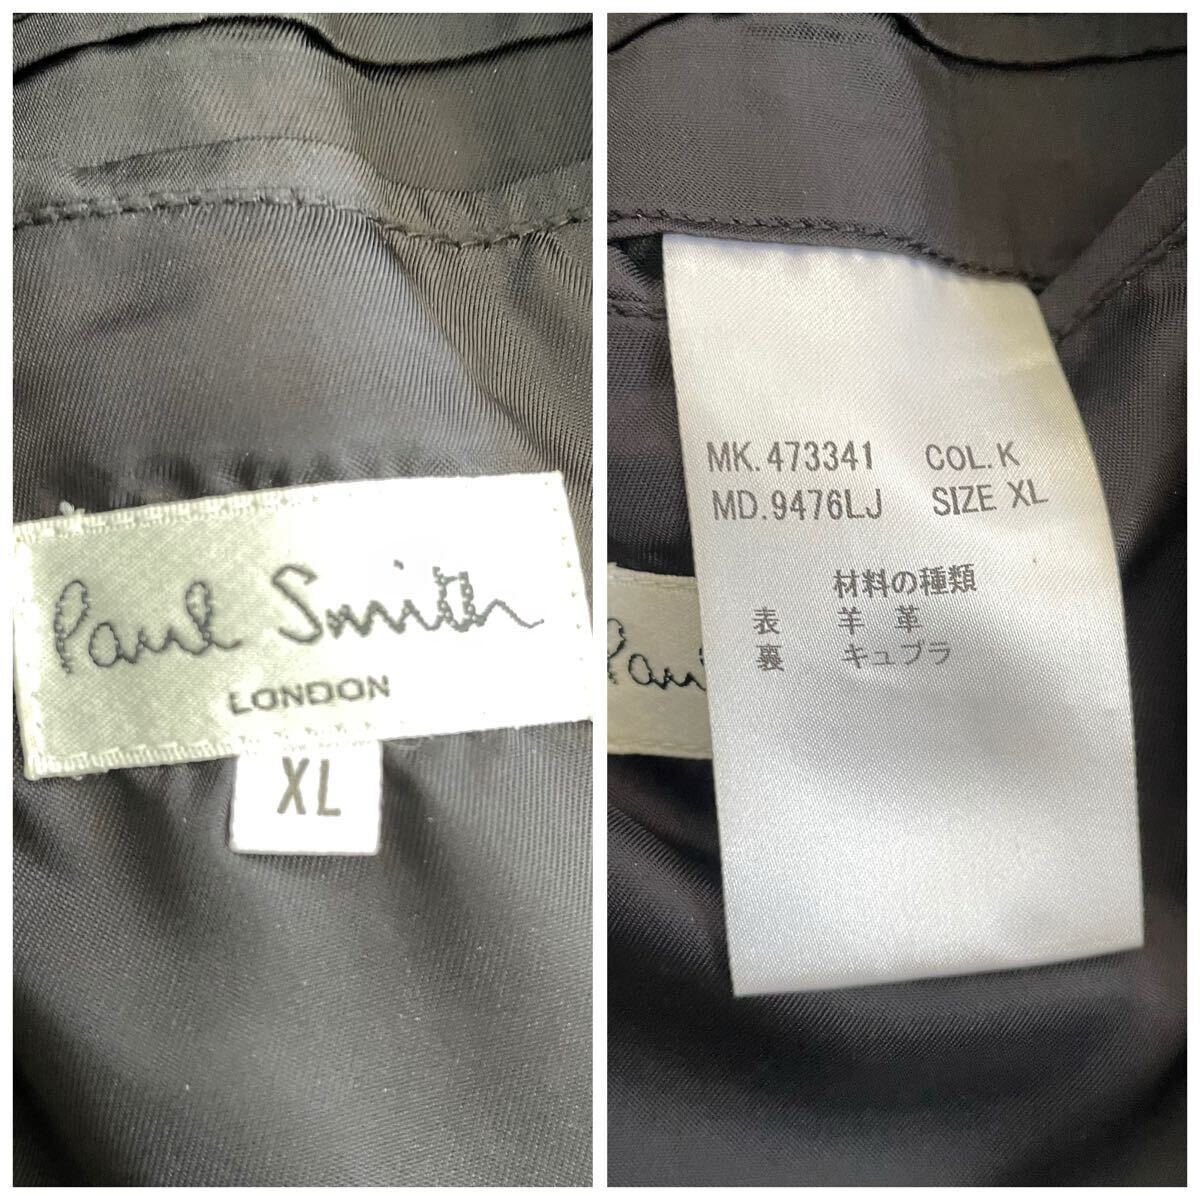 Paul Smith
LONDON
XL
MK.473341 COL.K
MD.9476LJ SIZE XL
材料の種類
表 羊革
裏 キュプラ
Pau